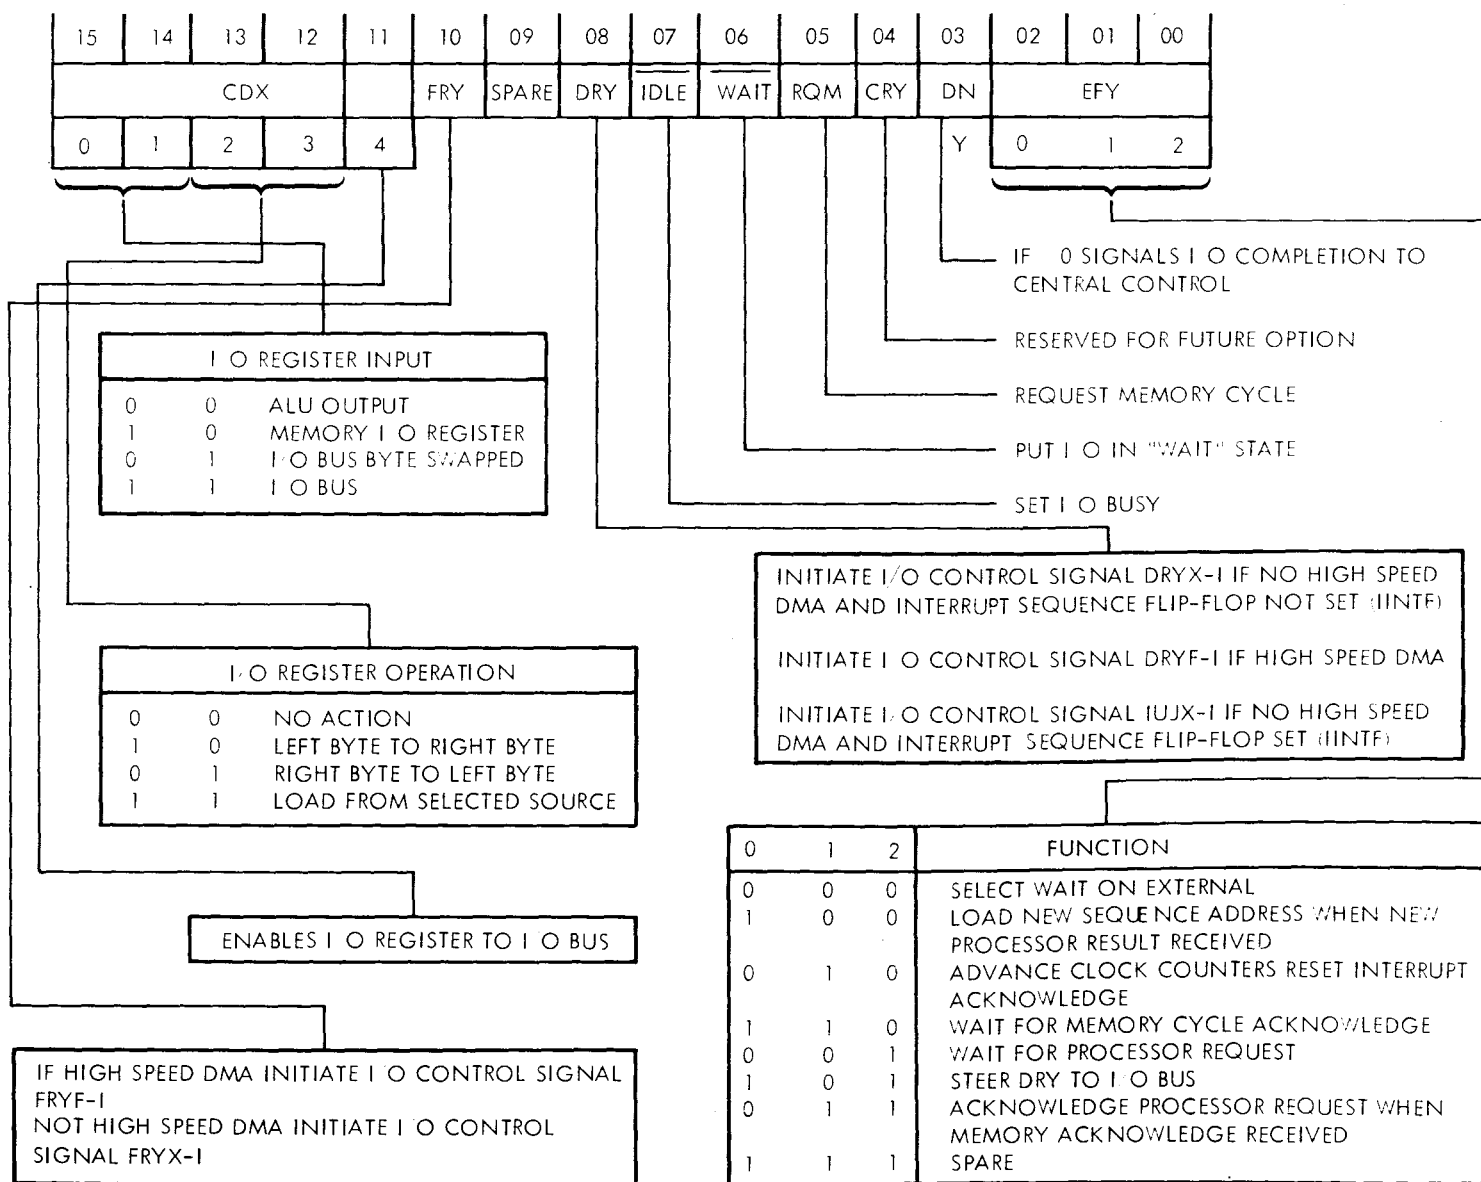 15 14 13 12 11 10 09 08 07 06 05 04 03 02 01 00
CDX FRY SPARE DRY IDLE WAIT RQM CRY DN EFY
0 1 2 3 4 Y 0 1 2
IF 0 SIGNALS I O COMPLETION TO
CENTRAL CONTROL
RESERVED FOR FUTURE OPTION
REQUEST MEMORY CYCLE
PUT I O IN "WAIT" STATE
SET I O BUSY
I O REGISTER INPUT
0 0 ALU OUTPUT
1 0 MEMORY I O REGISTER
0 1 I/O BUS BYTE SWAPPED
1 1 I O BUS
INITIATE I/O CONTROL SIGNAL DRYX-I IF NO HIGH SPEED
DMA AND INTERRUPT SEQUENCE FLIP-FLOP NOT SET (IINTF)
INITIATE I O CONTROL SIGNAL DRYF-I IF HIGH SPEED DMA
INITIATE I/O CONTROL SIGNAL IUJX-I IF NO HIGH SPEED
DMA AND INTERRUPT SEQUENCE FLIP-FLOP SET (IINTF)
I/O REGISTER OPERATION
0 0 NO ACTION
1 0 LEFT BYTE TO RIGHT BYTE
0 1 RIGHT BYTE TO LEFT BYTE
1 1 LOAD FROM SELECTED SOURCE
ENABLES I O REGISTER TO I O BUS
IF HIGH SPEED DMA INITIATE I O CONTROL SIGNAL
FRYF-I
NOT HIGH SPEED DMA INITIATE I O CONTROL
SIGNAL FRYX-I
0 1 2 FUNCTION
0 0 0 SELECT WAIT ON EXTERNAL
1 0 0 LOAD NEW SEQUENCE ADDRESS WHEN NEW
PROCESSOR RESULT RECEIVED
0 1 0 ADVANCE CLOCK COUNTERS RESET INTERRUPT
ACKNOWLEDGE
1 1 0 WAIT FOR MEMORY CYCLE ACKNOWLEDGE
0 0 1 WAIT FOR PROCESSOR REQUEST
1 0 1 STEER DRY TO I O BUS
0 1 1 ACKNOWLEDGE PROCESSOR REQUEST WHEN
MEMORY ACKNOWLEDGE RECEIVED
1 1 1 SPARE